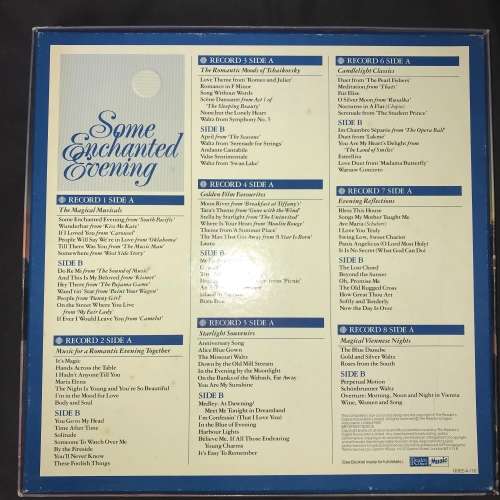 Some
Enchanted
Evening
RECORD 1 SIDE A
The Magical Musicals
Some Enchanted Evening from 'South Pacific'
Wunderbar from 'Kiss Me Kate'
If I Loved You from 'Carousel'
People Will Say We're in Love from 'Oklahoma'
Till There Was You from 'The Music Man'
Somewhere from 'West Side Story'
SIDE B
Do-Re-Mi from 'The Sound of Music'
And This Is My Beloved from 'Kismet'
Hey There from 'The Pajama Game'
Wand'rin' Star from 'Paint Your Wagon'
People from 'Funny Girl'
On the Street Where You Live
from 'My Fair Lady'
If Ever I Would Leave You from 'Camelot'
RECORD 2 SIDE A
Music for a Romantic Evening Together
It's Magic
Hands Across the Table
I Hadn't Anyone Till You
Maria Elena
The Night Is Young and You're So Beautiful
I'm in the Mood for Love
Body and Soul
SIDE B
You Go to My Head
Time After Time
Solitude
Someone To Watch Over Me
By the Fireside
You'll Never Know
These Foolish Things
RECORD 3 SIDE A
The Romantic Moods of Tchaikovsky
Love Theme from 'Romeo and Juliet'
Romance in F Minor
Song Without Words
Scène Dansante from Act 1 of
'The Sleeping Beauty'
None but the Lonely Heart
Waltz from Symphony No. 5
SIDE B
April from 'The Seasons'
Waltz from 'Serenade for Strings'
Andante Cantabile
Valse Sentimentale
Waltz from 'Swan Lake'
RECORD 4 SIDE A
Golden Film Favourites
Moon River from 'Breakfast at Tiffany's'
Tara's Theme from 'Gone with the Wind'
Stella by Starlight from 'The Uninvited'
Where Is Your Heart from 'Moulin Rouge'
Theme from 'A Summer Place'
The Man That Got Away from 'A Star Is Born'
Laura
SIDE B
'Picnic'
Born Free
RECORD 5 SIDE A
Starlight Souvenirs
Anniversary Song
Alice Blue Gown
The Missouri Waltz
Down by the Old Mill Stream
In the Evening by the Moonlight
On the Banks of the Wabash, Far Away
You Are My Sunshine
SIDE B
Medley: At Dawning/
Meet Me Tonight in Dreamland
I'm Confessin' (That I Love You)
In the Blue of Evening
Harbour Lights
Believe Me, If All Those Endearing
Young Charms
It's Easy To Remember
RECORD 6 SIDE A
Candlelight Classics
Duet from 'The Pearl Fishers'
Meditation from 'Thaïs'
Für Elise
O Silver Moon from 'Rusalka'
Nocturne in E Flat (Chopin)
Serenade from 'The Student Prince'
SIDE B
Im Chambre Séparée from 'The Opera Ball'
Duet from 'Lakmé'
You Are My Heart's Delight from
'The Land of Smiles'
Estrellita
Love Duet from 'Madama Butterfly'
Warsaw Concerto
RECORD 7 SIDE A
Evening Reflections
Bless This House
Songs My Mother Taught Me
Ave Maria (Schubert)
I Love You Truly
Swing Low, Sweet Chariot
Panis Angelicus (O Lord Most Holy)
Is Is No Secret (What God Can Do)
SIDE B
The Lost Chord
Beyond the Sunset
Oh, Promise Me
The Old Rugged Cross
How Great Thou Art
Softly and Tenderly
Now the Day Is Over
RECORD 8 SIDE A
Magical Viennese Nights
The Blue Danube
Gold and Silver Waltz
Roses from the South
SIDE B
Perpetual Motion
Schönbrunner Waltz
Overture: Morning, Noon and Night in Vienna
Wine, Women and Song
Music